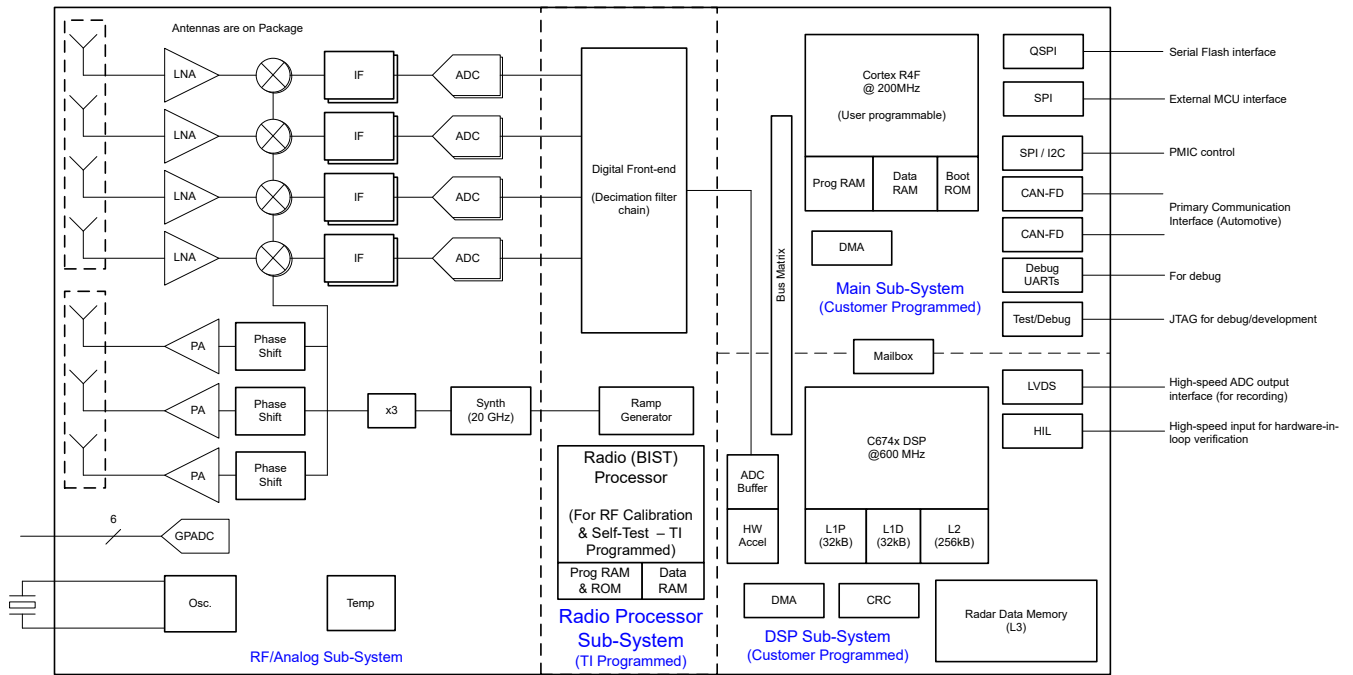 Antennas are on Package
LNA
IF
ADC
LNA
IF
ADC
LNA
IF
ADC
LNA
IF
ADC
PA
Phase
Shift
PA
Phase
Shift
PA
Phase
Shift
x3
Synth
(20 GHz)
6
GPADC
Osc.
Temp
RF/Analog Sub-System
Digital Front-end
(Decimation filter
chain)
Ramp
Generator
Radio (BIST)
Processor
(For RF Calibration
& Self-Test – TI
Programmed)
Prog RAM
& ROM
Data
RAM
Radio Processor
Sub-System
(TI Programmed)
Bus Matrix
Cortex R4F
@ 200MHz
(User programmable)
Prog RAM
Data
RAM
Boot
ROM
DMA
Main Sub-System
(Customer Programmed)
Mailbox
QSPI
Serial Flash interface
SPI
External MCU interface
SPI / I2C
PMIC control
CAN-FD
CAN-FD
Primary Communication
Interface (Automotive)
Debug
UARTs
For debug
Test/Debug
JTAG for debug/development
LVDS
High-speed ADC output
interface (for recording)
HIL
High-speed input for hardware-in-
loop verification
C674x DSP
@600 MHz
L1P
(32kB)
L1D
(32kB)
L2
(256kB)
ADC
Buffer
HW
Accel
DMA
CRC
Radar Data Memory
(L3)
DSP Sub-System
(Customer Programmed)